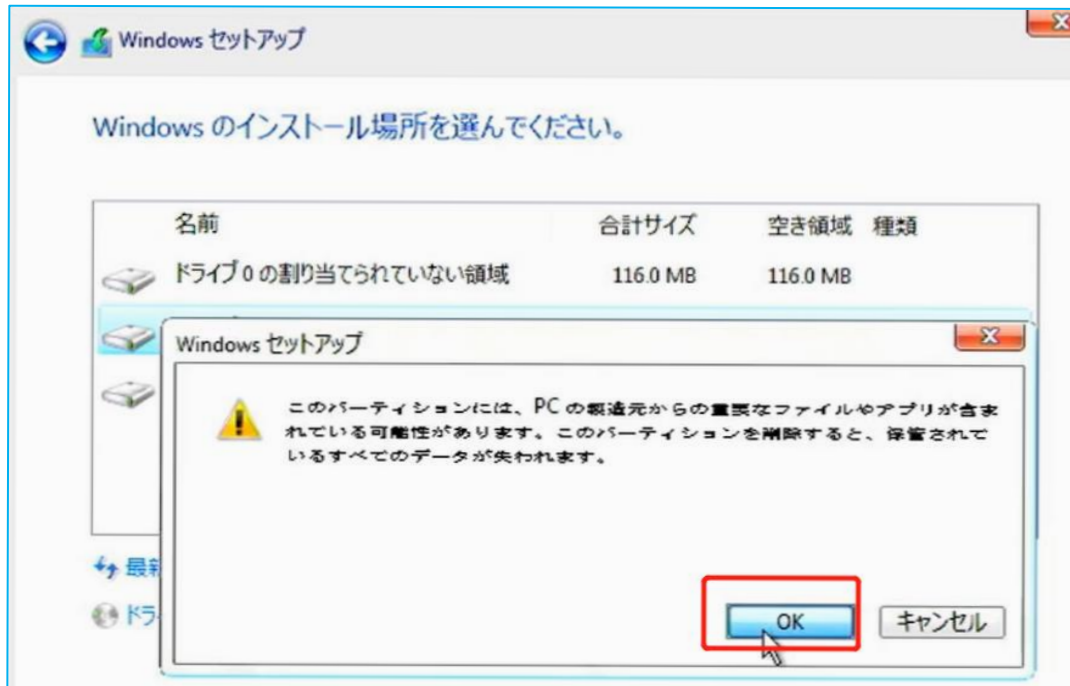 Windows セットアップ
Windows のインストール場所を選んでください。
名前 合計サイズ 空き領域 種類
ドライブ 0 の割り当てられていない領域 116.0 MB 116.0 MB
Windows セットアップ
このパーティションには、PC の製造元からの重要なファイルやアプリが含ま
れている可能性があります。このパーティションを削除すると、保管されて
いるすべてのデータが失われます。
最新
ドラ
OK キャンセル